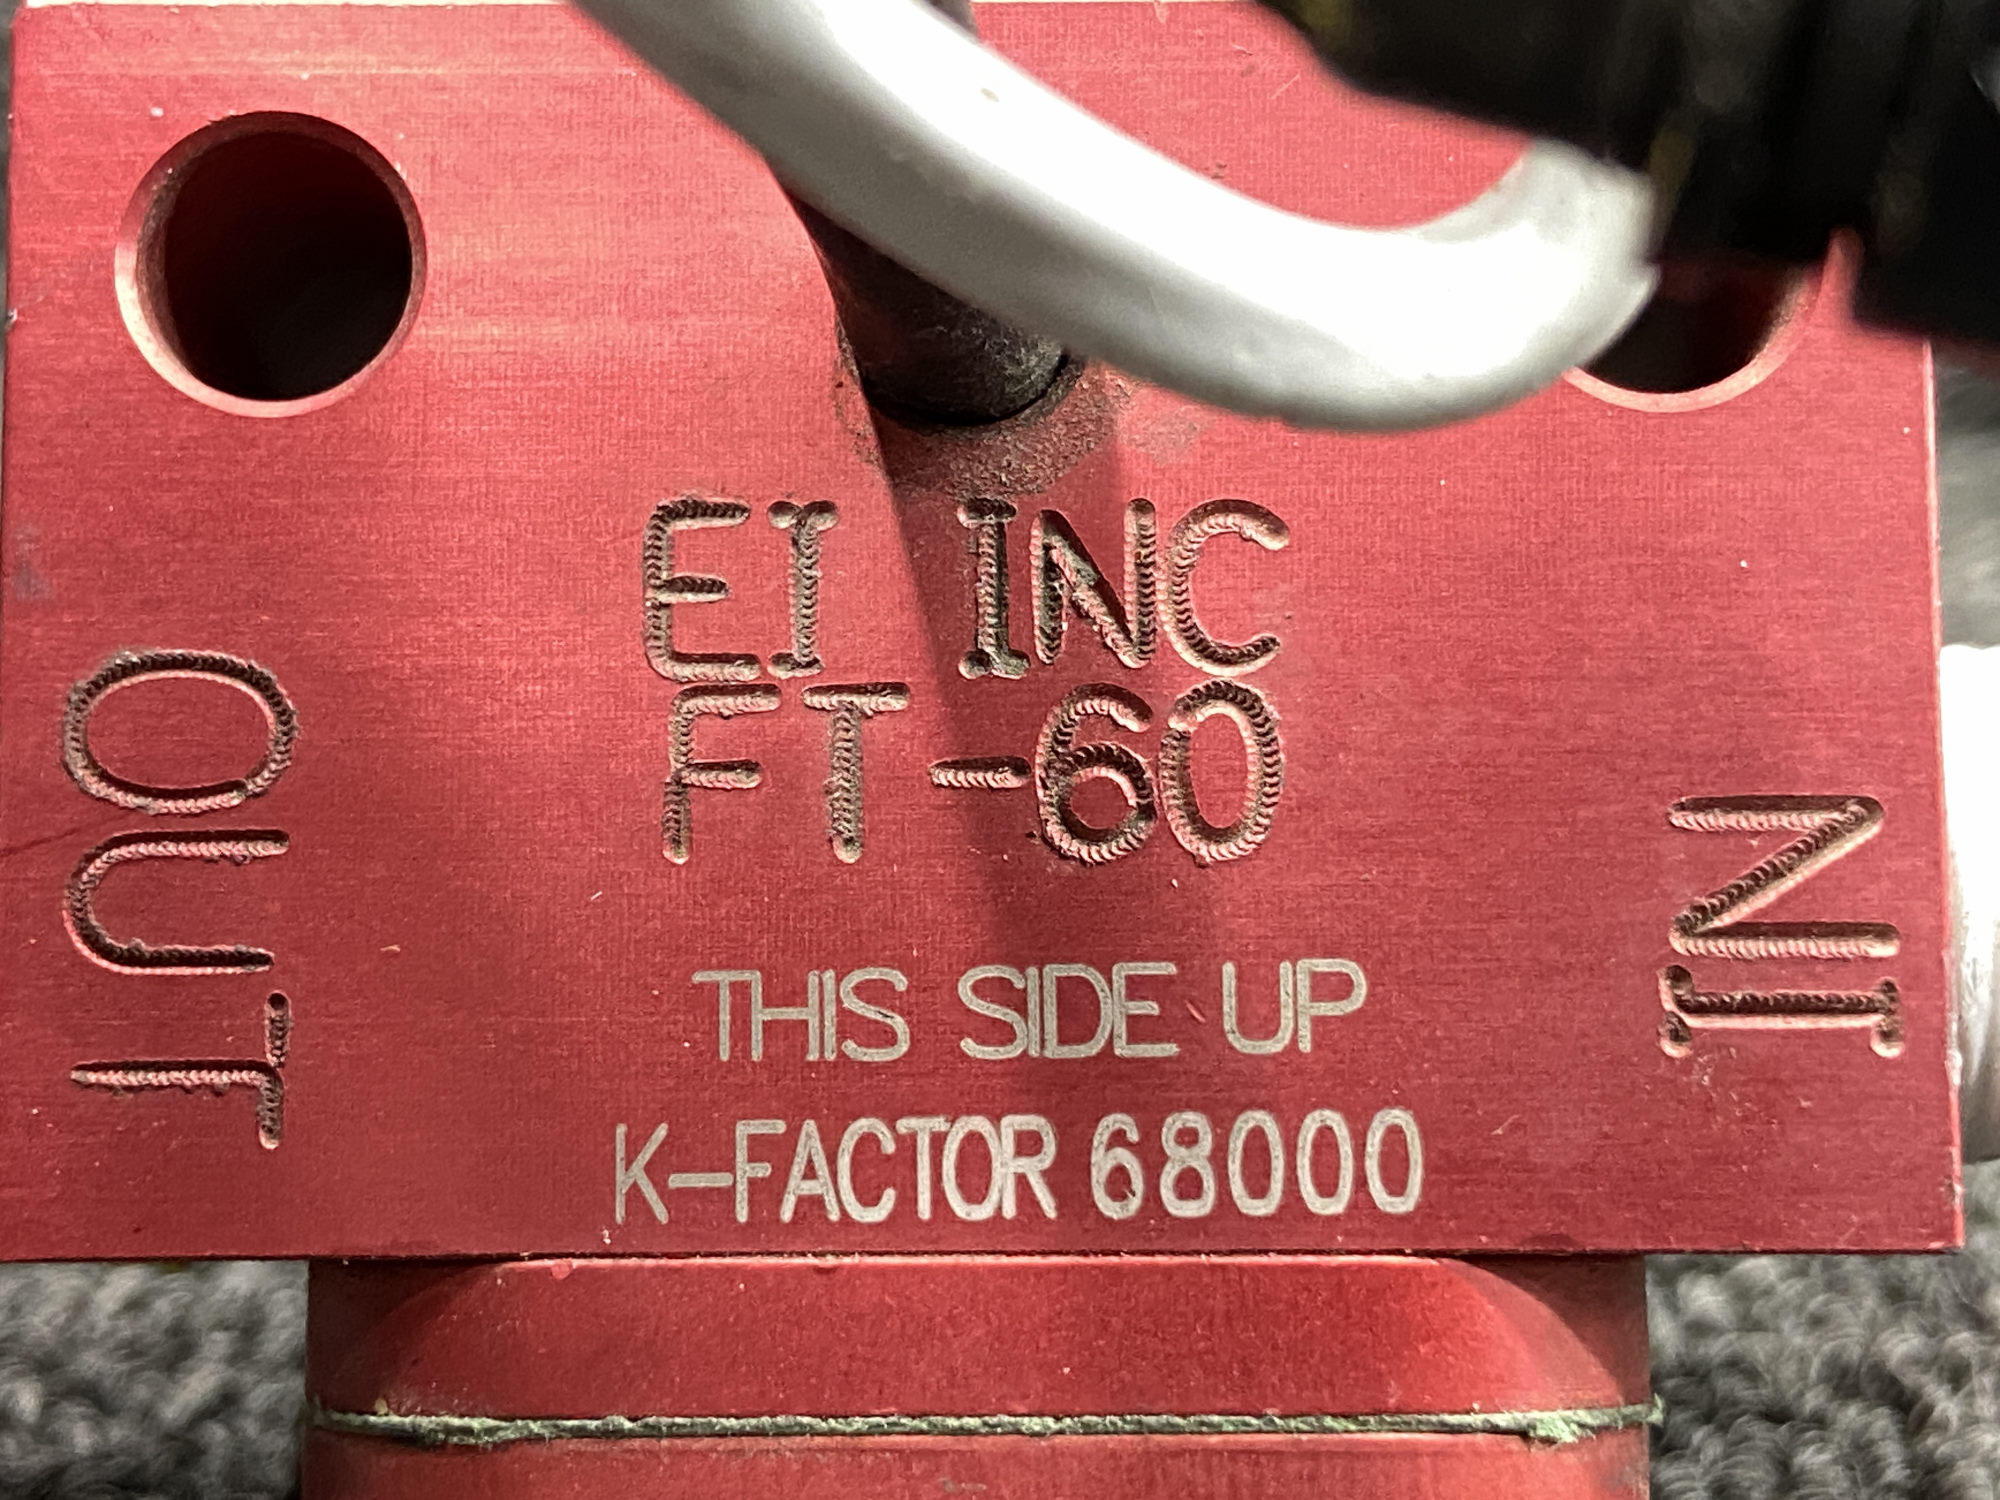 EI INC
FT-60
OUT
IN
THIS SIDE UP
K-FACTOR 68000